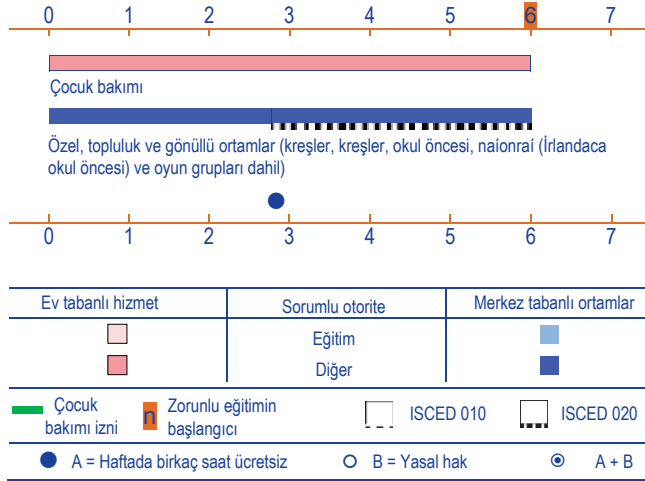 0 1 2 3 4 5 6 7
Çocuk bakımı
Özel, topluluk ve gönüllü ortamlar (kreşler, kreşler, okul öncesi, naíonraí (İrlandaca
okul öncesi) ve oyun grupları dahil)
0 1 2 3 4 5 6 7
Ev tabanlı hizmet Sorumlu otorite Merkez tabanlı ortamlar
Eğitim
Diğer
Çocuk bakımı izni n Zorunlu eğitimin başlangıcı ISCED 010 ISCED 020
A = Haftada birkaç saat ücretsiz B = Yasal hak A + B